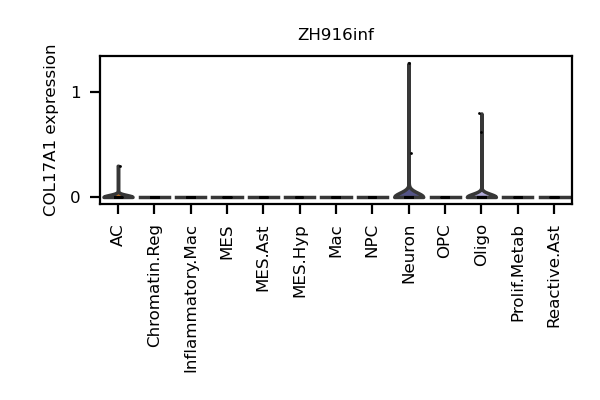 ZH916inf
COL17A1 expression
1
0
AC
Chromatin.Reg
Inflammatory.Mac
MES
MES.Ast
MES.Hyp
Mac
NPC
Neuron
OPC
Oligo
Prolif.Metab
Reactive.Ast